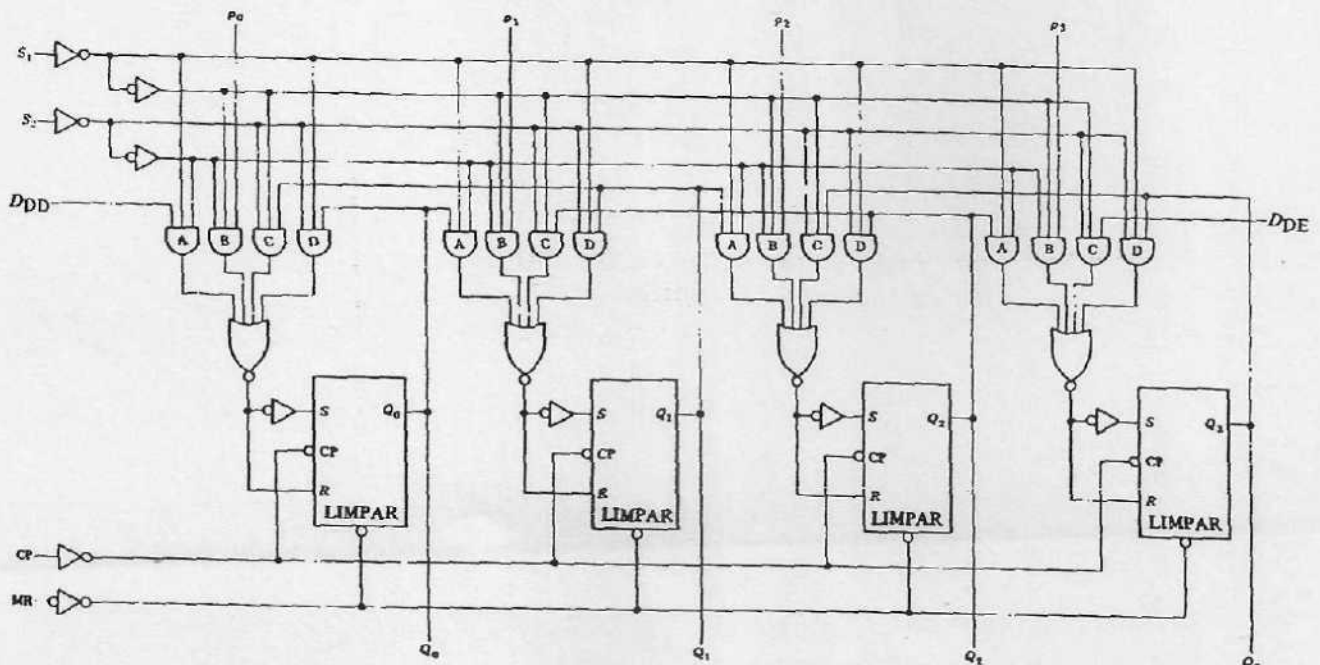 P0 P1 P2 P3
S1
S2
DDD
DDE
A B C D A B C D A B C D A B C D
S Q0 S Q1 S Q2 S Q3
CP CP CP CP
R R R R
LIMPAR LIMPAR LIMPAR LIMPAR
CP
MR
Q0 Q1 Q2